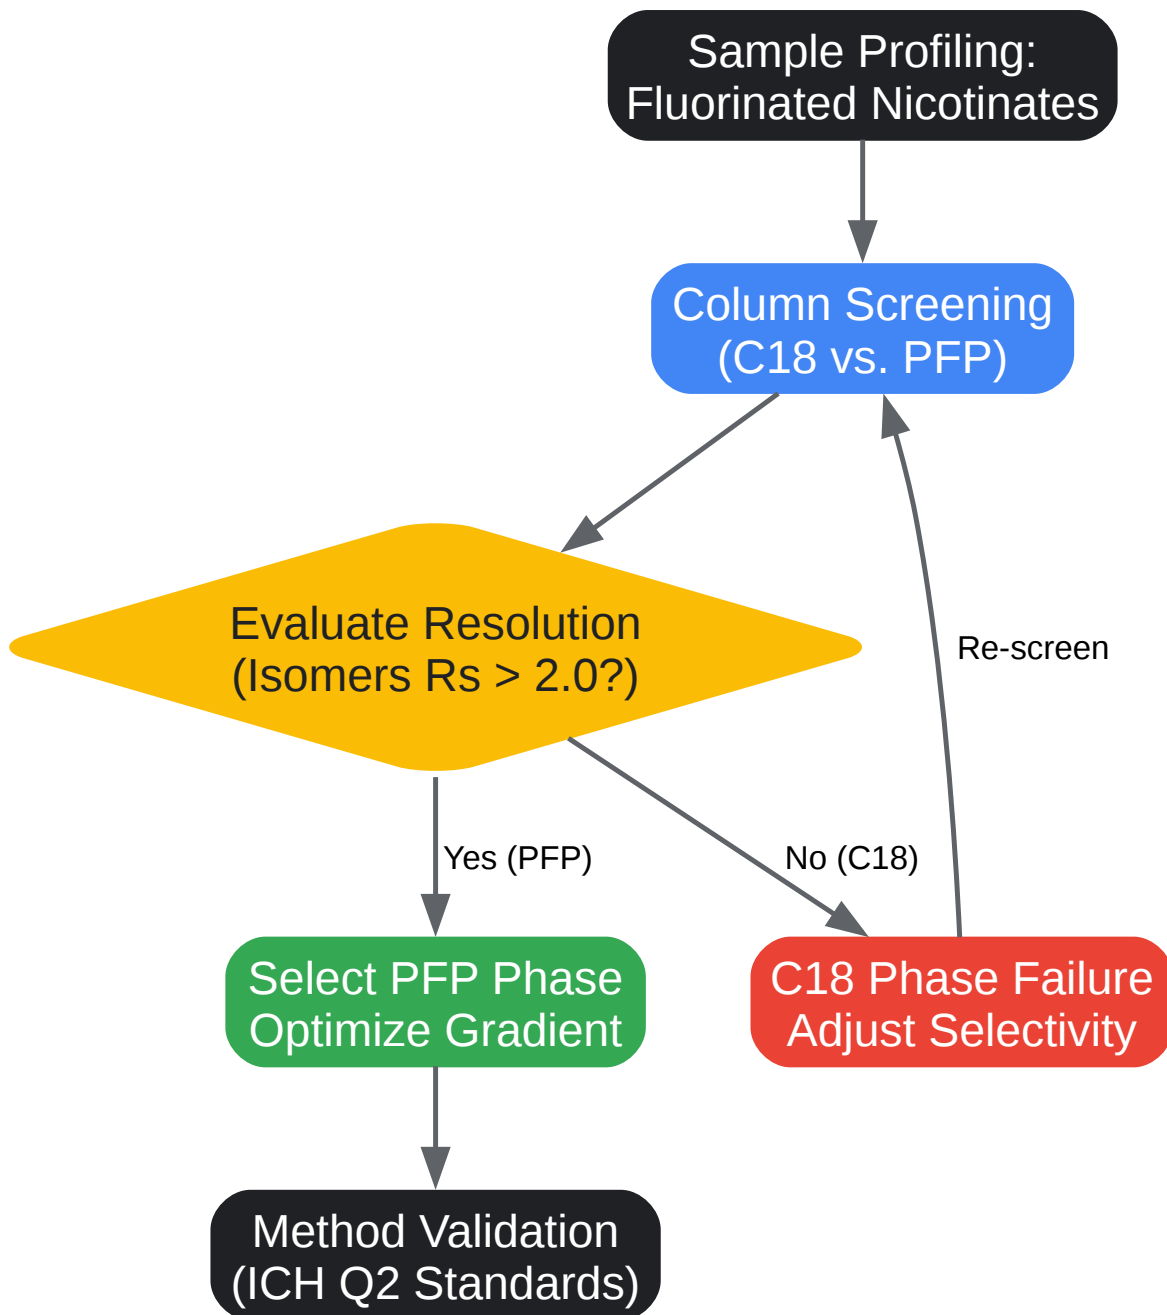 Sample Profiling:
Fluorinated Nicotinates
Column Screening
(C18 vs. PFP)
Evaluate Resolution
(Isomers Rs > 2.0?)
Re-screen
Yes (PFP)
No (C18)
Select PFP Phase
Optimize Gradient
C18 Phase Failure
Adjust Selectivity
Method Validation
(ICH Q2 Standards)